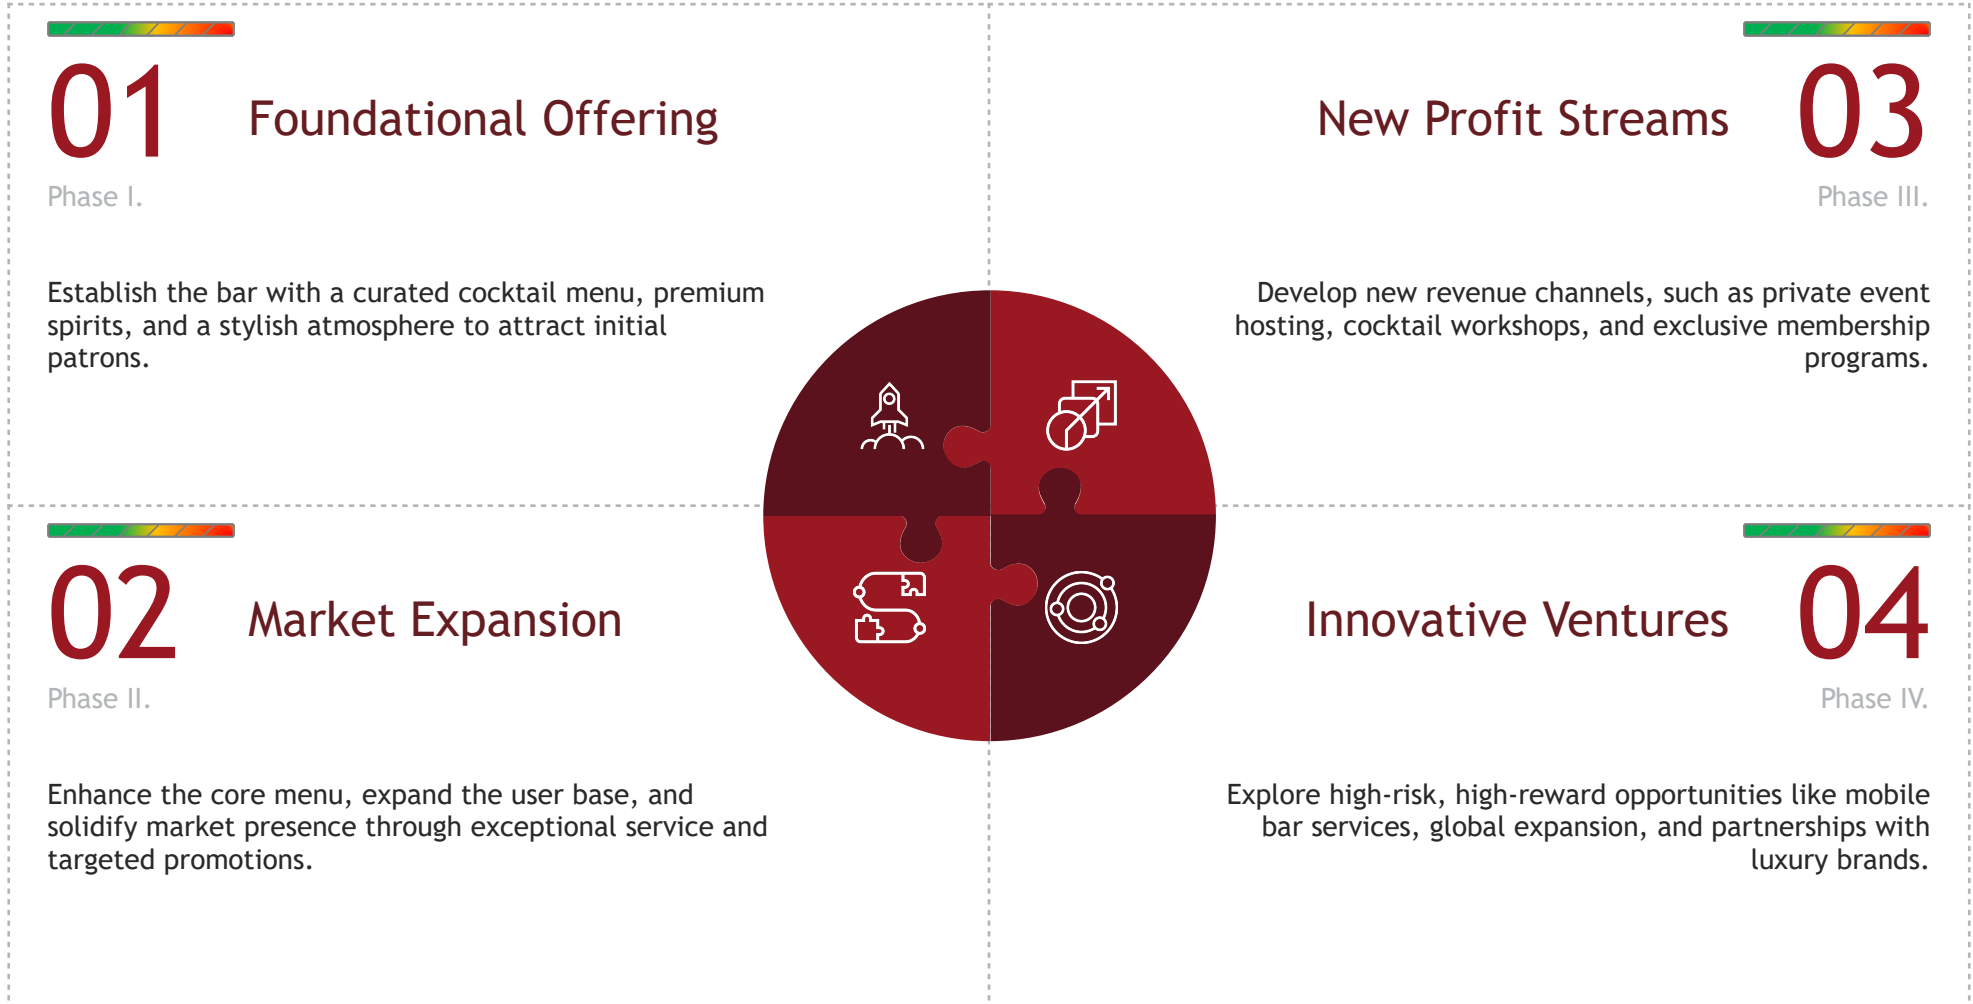 01
Foundational Offering
Phase I.
Establish the bar with a curated cocktail menu, premium
spirits, and a stylish atmosphere to attract initial
patrons.
02
Market Expansion
Phase II.
Enhance the core menu, expand the user base, and
solidify market presence through exceptional service and
targeted promotions.
New Profit Streams
03
Phase III.
Develop new revenue channels, such as private event
hosting, cocktail workshops, and exclusive membership
programs.
Innovative Ventures
04
Phase IV.
Explore high-risk, high-reward opportunities like mobile
bar services, global expansion, and partnerships with
luxury brands.